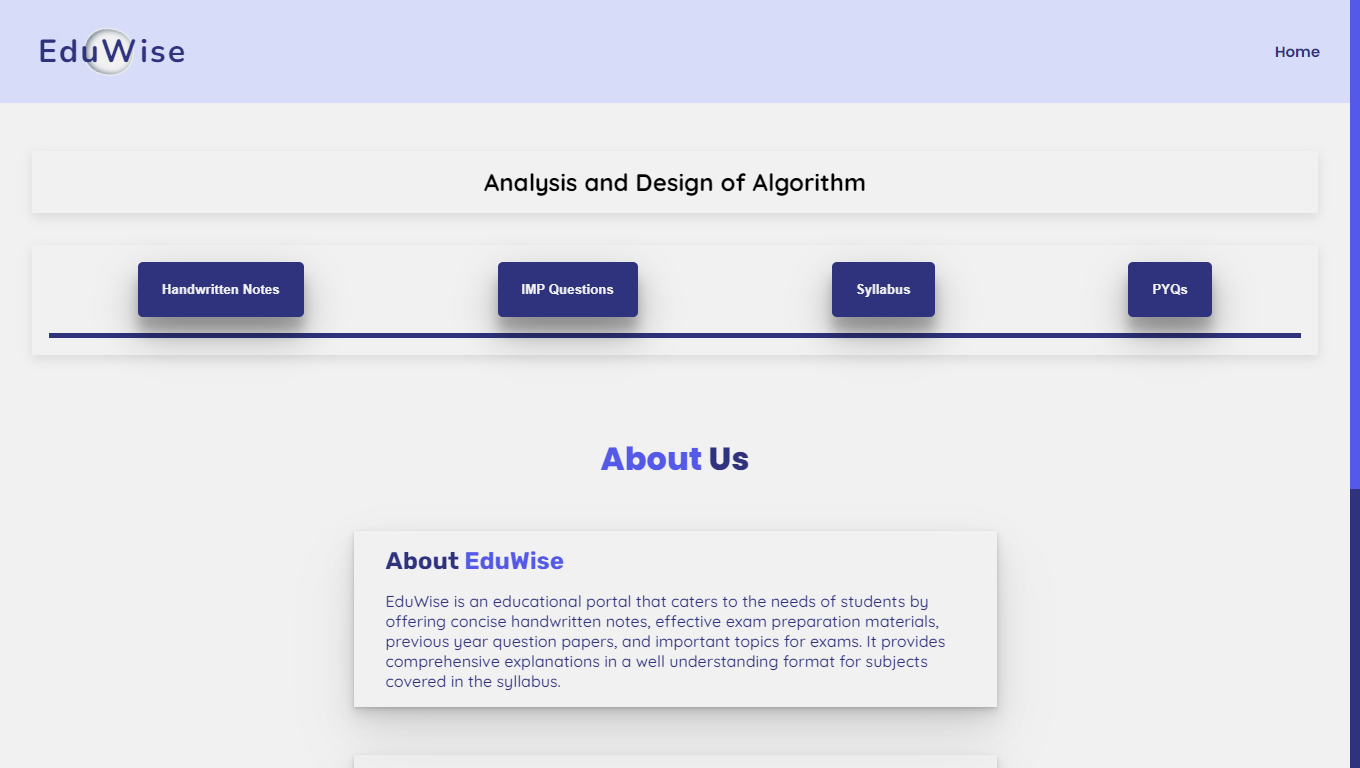 EduWise
Home
Analysis and Design of Algorithm
Handwritten Notes
IMP Questions
Syllabus
PYQs
About Us
About EduWise
EduWise is an educational portal that caters to the needs of students by
offering concise handwritten notes, effective exam preparation materials,
previous year question papers, and important topics for exams. It provides
comprehensive explanations in a well understanding format for subjects
covered in the syllabus.